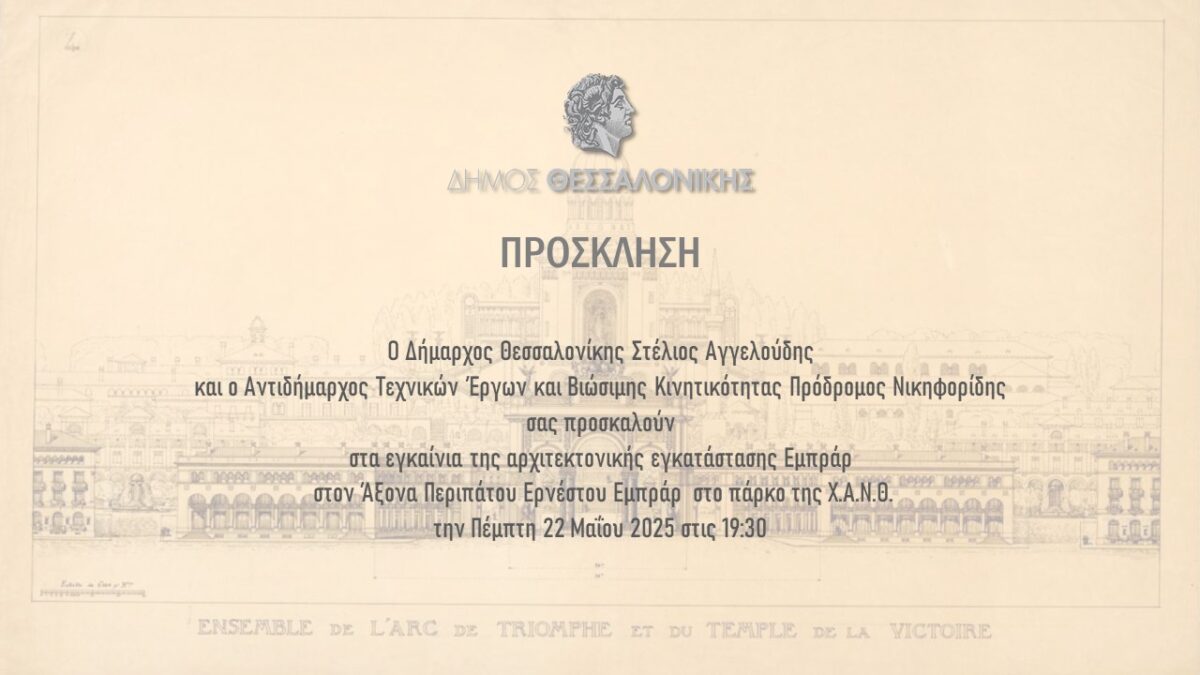 ΔΗΜΟΣ ΘΕΣΣΑΛΟΝΙΚΗΣ
ΠΡΟΣΚΛΗΣΗ
Ο Δήμαρχος Θεσσαλονίκης Στέλιος Αγγελούδης
και ο Αντιδήμαρχος Τεχνικών Έργων και Βιώσιμης Κινητικότητας Πρόδρομος Νικηφορίδης
σας προσκαλούν
στα εγκαίνια της αρχιτεκτονικής εγκατάστασης Εμπράρ
στον Άξονα Περιπάτου Ερνέστου Εμπράρ στο πάρκο της Χ.Α.Ν.Θ.
την Πέμπτη 22 Μαΐου 2025 στις 19:30
ENSEMBLE DE L'ARC DE TRIOMPHE ET DU TEMPLE DE LA VICTOIRE